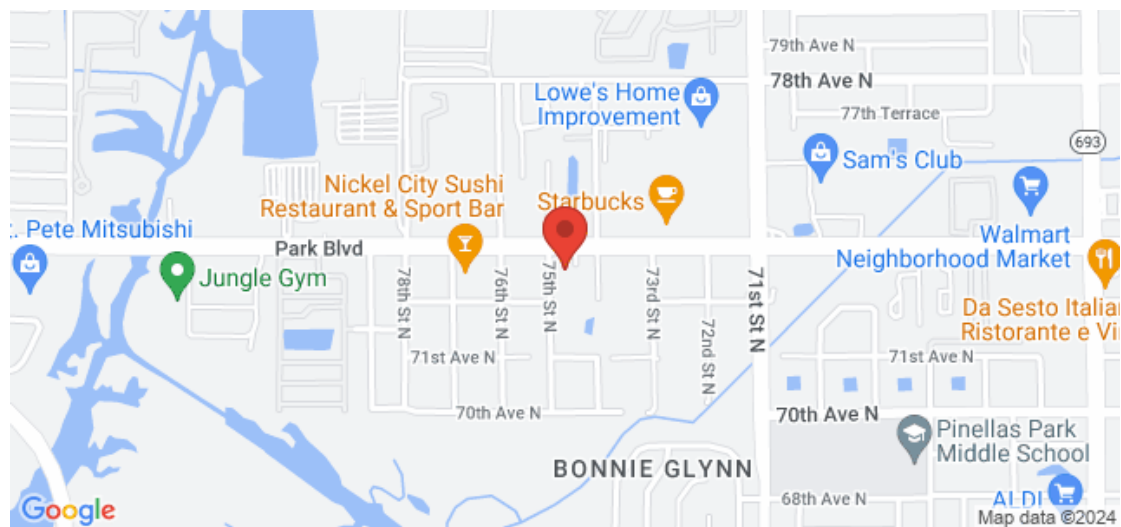 79th Ave N
78th Ave N
Lowe's Home
Improvement
77th Terrace
693
Sam's Club
Nickel City Sushi
Restaurant & Sport Bar
Starbucks
. Pete Mitsubishi
Park Blvd
Walmart
Neighborhood Market
Jungle Gym
78th St N
76th St N
75th St N
73rd St N
72nd St N
71st St N
Da Sesto Italian
Ristorante e Vi
71st Ave N
71st Ave N
70th Ave N
70th Ave N
Pinellas Park
Middle School
BONNIE GLYNN
68th Ave N
ALDI
Google
Map data ©2024